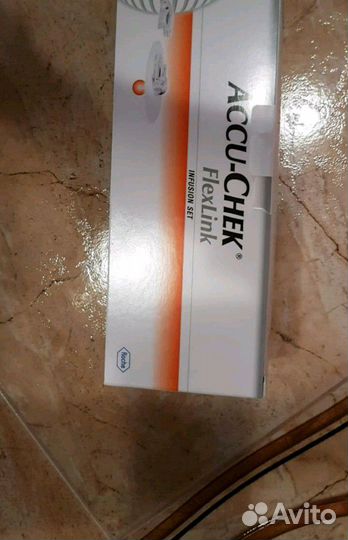 ACCU-CHEK®
FlexLink
INFUSION SET
Roche
Avito